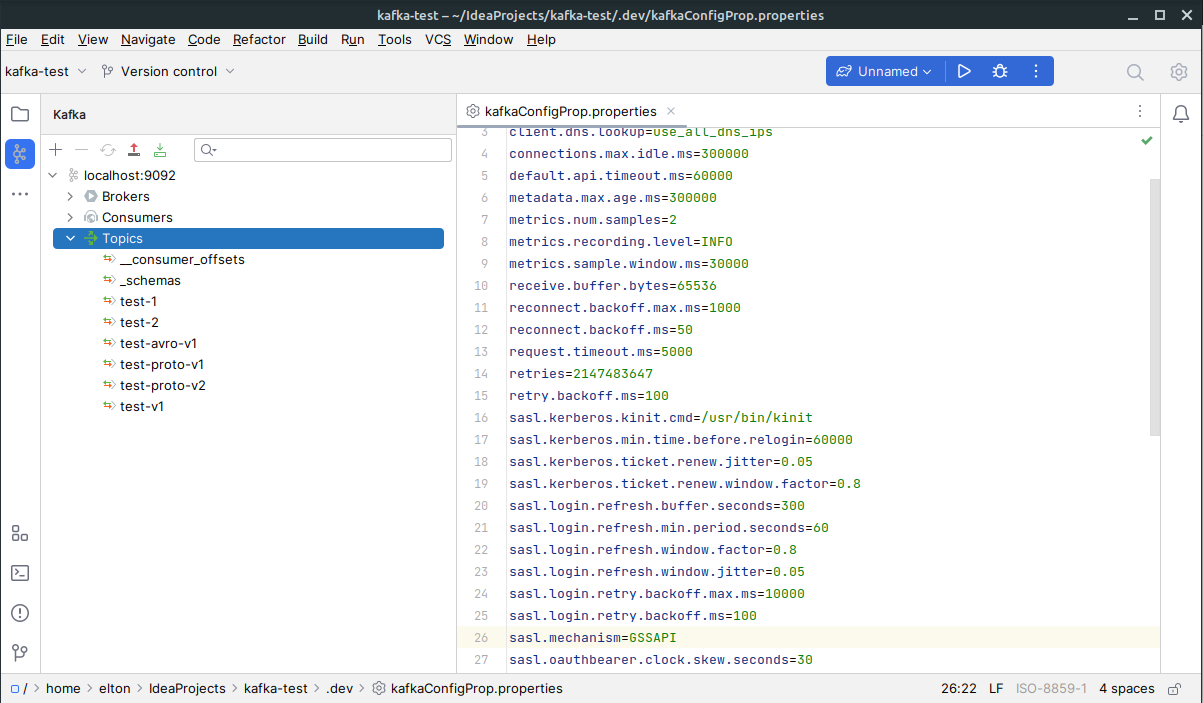 kafka-test – ~/IdeaProjects/kafka-test/.dev/kafkaConfigProp.properties
File Edit View Navigate Code Refactor Build Run Tools VCS Window Help
kafka-test Version control Unnamed
Kafka
localhost:9092
Brokers
Consumers
Topics
__consumer_offsets
_schemas
test-1
test-2
test-avro-v1
test-proto-v1
test-proto-v2
test-v1
kafkaConfigProp.properties
3 client.dns.lookup=use_all_dns_ips
4 connections.max.idle.ms=300000
5 default.api.timeout.ms=60000
6 metadata.max.age.ms=300000
7 metrics.num.samples=2
8 metrics.recording.level=INFO
9 metrics.sample.window.ms=30000
10 receive.buffer.bytes=65536
11 reconnect.backoff.max.ms=1000
12 reconnect.backoff.ms=50
13 request.timeout.ms=5000
14 retries=2147483647
15 retry.backoff.ms=100
16 sasl.kerberos.kinit.cmd=/usr/bin/kinit
17 sasl.kerberos.min.time.before.relogin=60000
18 sasl.kerberos.ticket.renew.jitter=0.05
19 sasl.kerberos.ticket.renew.window.factor=0.8
20 sasl.login.refresh.buffer.seconds=300
21 sasl.login.refresh.min.period.seconds=60
22 sasl.login.refresh.window.factor=0.8
23 sasl.login.refresh.window.jitter=0.05
24 sasl.login.retry.backoff.max.ms=10000
25 sasl.login.retry.backoff.ms=100
26 sasl.mechanism=GSSAPI
27 sasl.oauthbearer.clock.skew.seconds=30
/ > home > elton > IdeaProjects > kafka-test > .dev > kafkaConfigProp.properties 26:22 LF ISO-8859-1 4 spaces